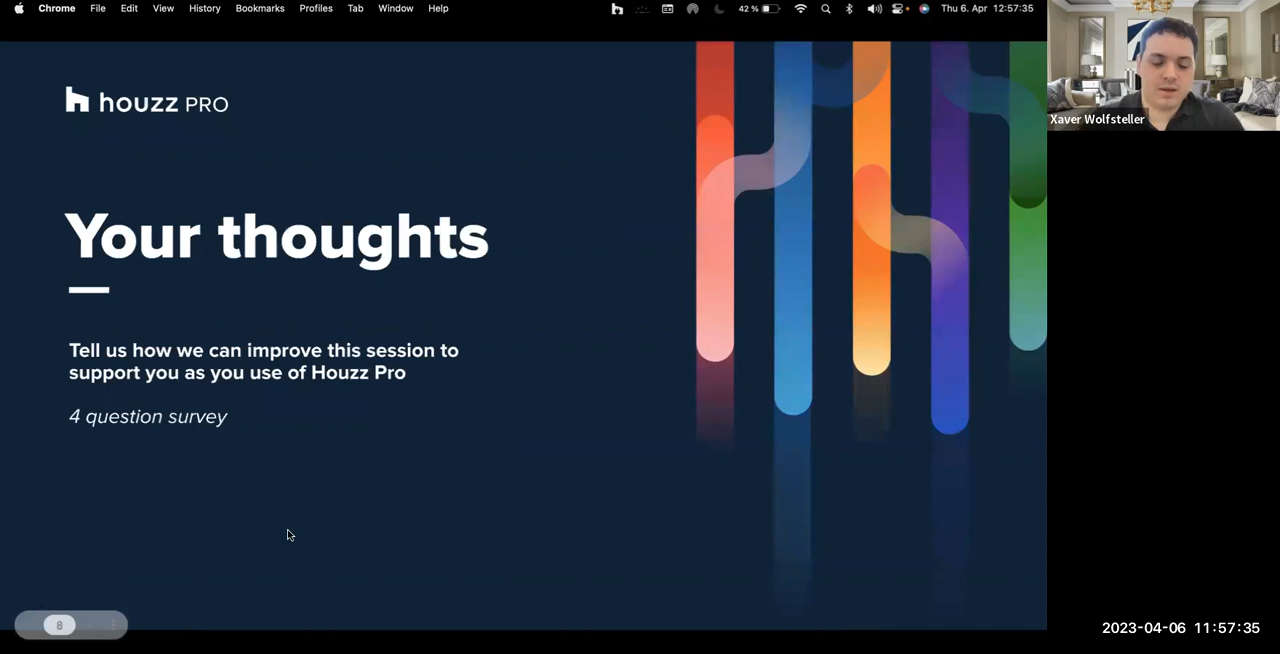 Chrome File Edit View History Bookmarks Profiles Tab Window Help 42 % Thu 6. Apr 12:57:35
houzz PRO
Xaver Wolfsteller
Your thoughts
Tell us how we can improve this session to
support you as you use of Houzz Pro
4 question survey
8
2023-04-06 11:57:35